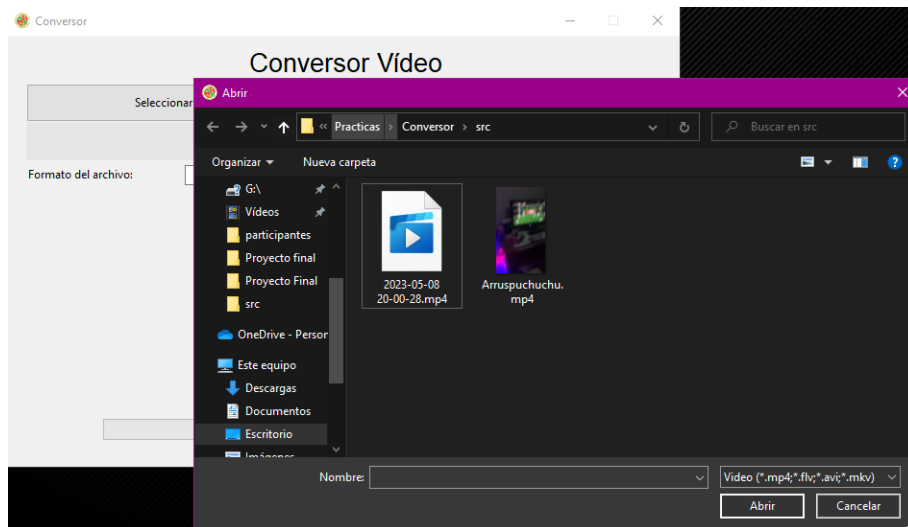 Conversor
Conversor Vídeo
Seleccionar
Formato del archivo:
Abrir
« Practicas > Conversor > src
Buscar en src
Organizar
Nueva carpeta
G:\
Vídeos
participantes
Proyecto final
Proyecto Final
src
OneDrive - Person
Este equipo
Descargas
Documentos
Escritorio
Imágenes
2023-05-08
20-00-28.mp4
Arruspuchuchu.
mp4
Nombre:
Video (*.mp4;*.flv;*.avi;*.mkv)
Abrir
Cancelar